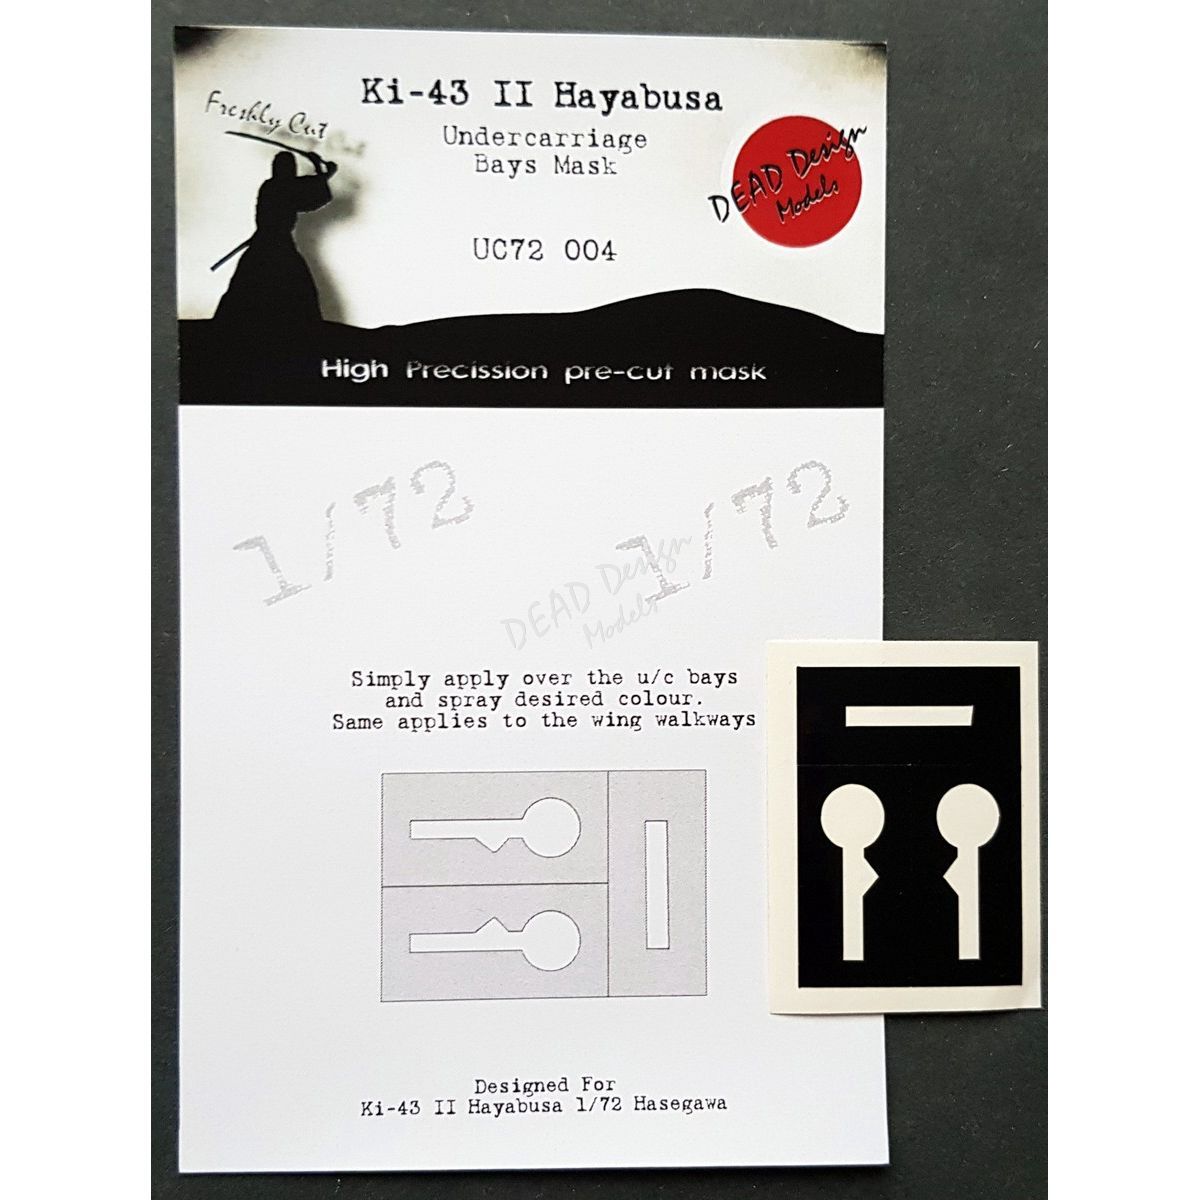 Ki-43 II Hayabusa
Freshly Cut
Undercarriage
Bays Mask
DEAD Design
Models
UC72 004
High Precission pre-cut mask
1/72
1/72
DEAD Design
Models
Simply apply over the u/c bays
and spray desired colour.
Same applies to the wing walkways
Designed For
Ki-43 II Hayabusa 1/72 Hasegawa